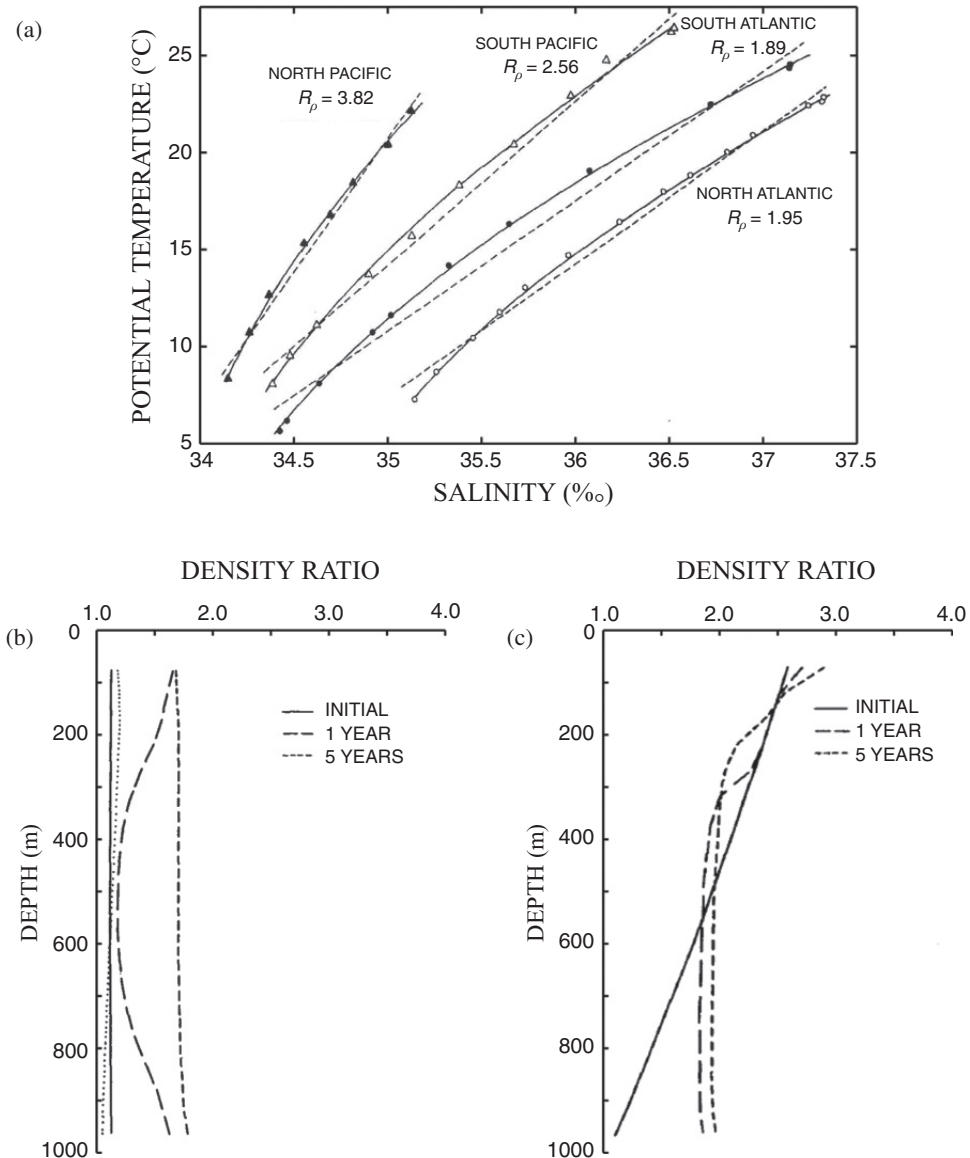 (a)
POTENTIAL TEMPERATURE (°C)
25
20
15
10
5
NORTH PACIFIC
Rρ = 3.82
SOUTH PACIFIC
Rρ = 2.56
SOUTH ATLANTIC
Rρ = 1.89
NORTH ATLANTIC
Rρ = 1.95
34 34.5 35 35.5 36 36.5 37 37.5
SALINITY (‰)
(b)
DENSITY RATIO
1.0 2.0 3.0 4.0
0
200
400
600
800
1000
DEPTH (m)
INITIAL
1 YEAR
5 YEARS
(c)
DENSITY RATIO
1.0 2.0 3.0 4.0
0
200
400
600
800
1000
DEPTH (m)
INITIAL
1 YEAR
5 YEARS